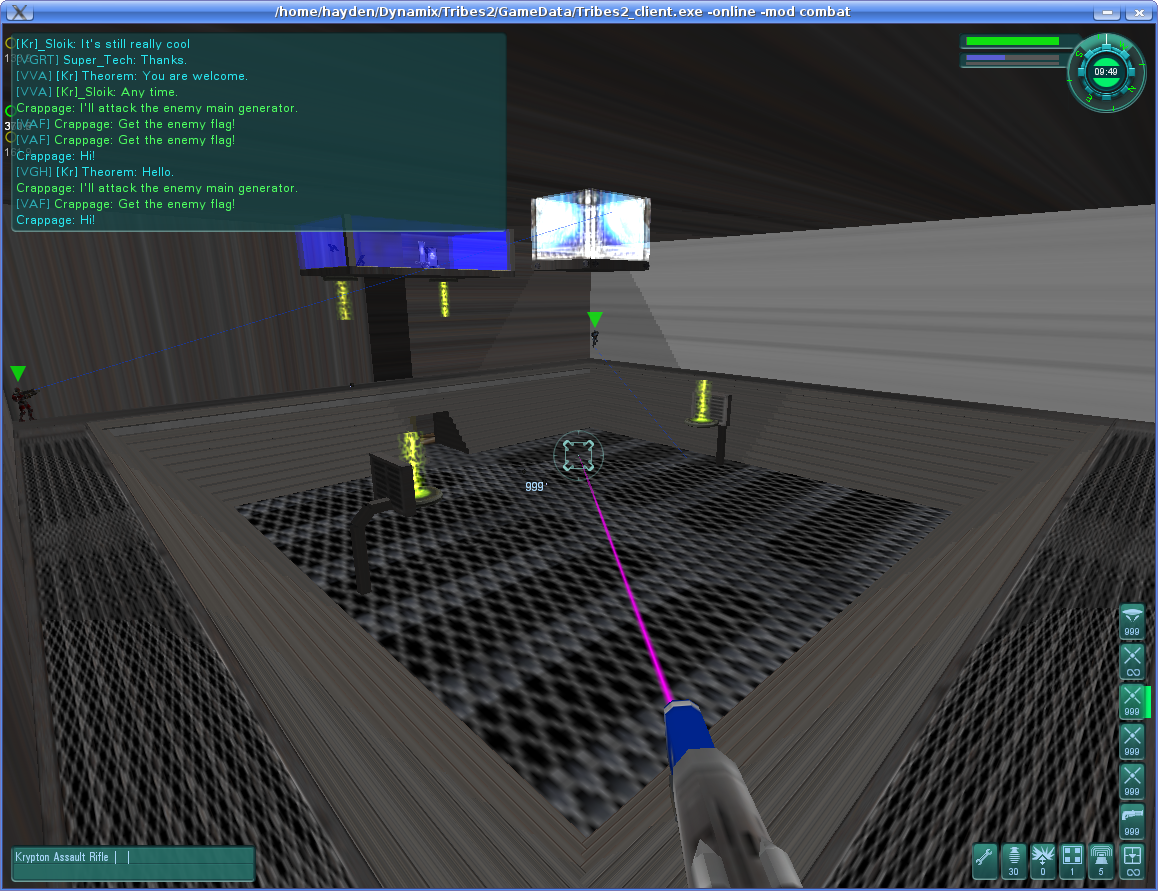 /home/hayden/Dynamix/Tribes2/GameData/Tribes2_client.exe -online -mod combat
[Kr]_Sloik: It's still really cool
[VGRT] Super_Tech: Thanks.
[VVA] [Kr] Theorem: You are welcome.
[VVA] [Kr]_Sloik: Any time.
Crappage: I'll attack the enemy main generator.
[VAF] Crappage: Get the enemy flag!
[VAF] Crappage: Get the enemy flag!
Crappage: Hi!
[VGH] [Kr] Theorem: Hello.
Crappage: I'll attack the enemy main generator.
[VAF] Crappage: Get the enemy flag!
Crappage: Hi!
09:49
999
999
∞
999
999
999
999
Krypton Assault Rifle | |
30
0
1
5
∞